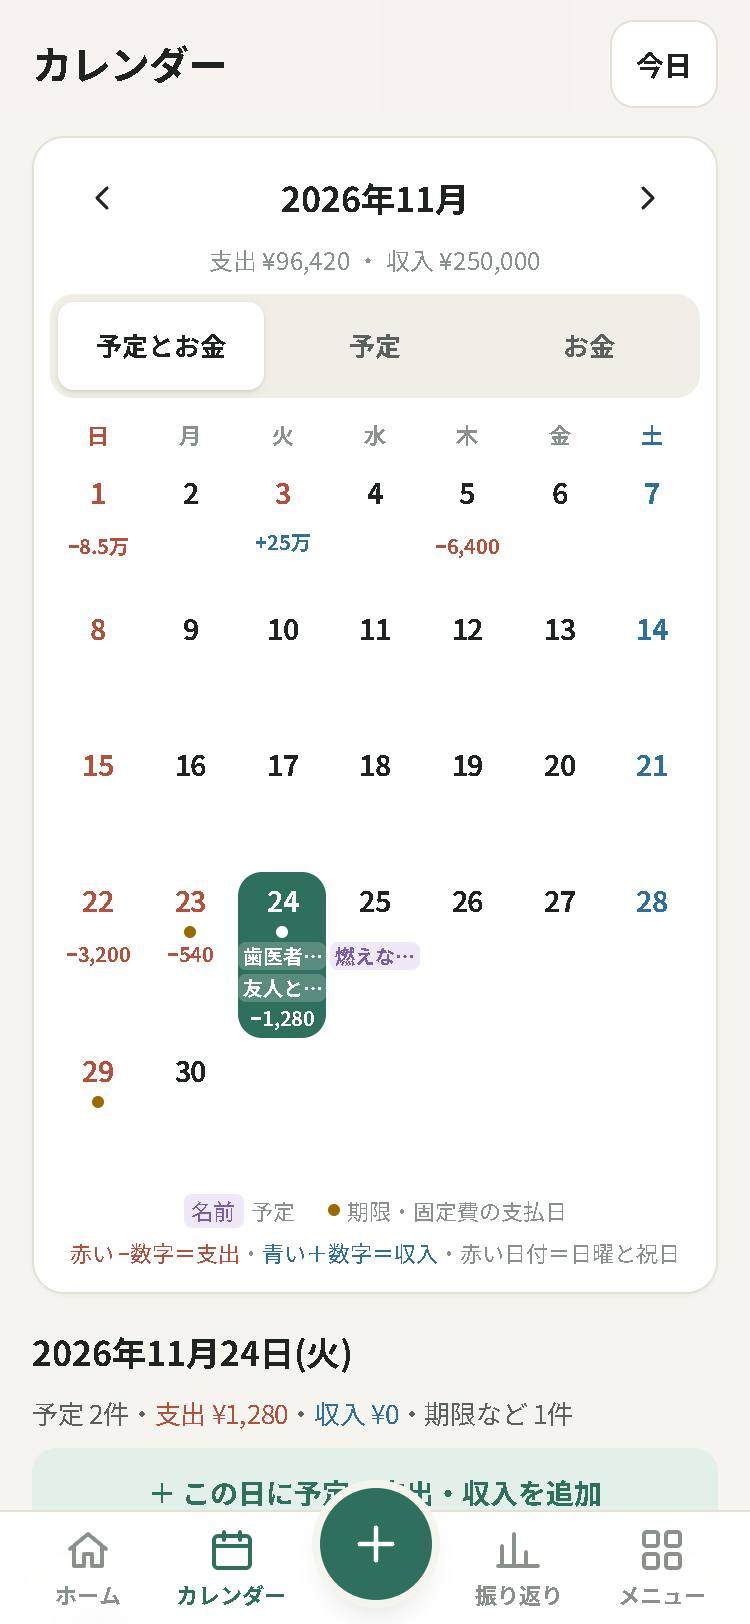 カレンダー
今日
2026年11月
支出 ¥96,420 ・ 収入 ¥250,000
予定とお金 予定 お金
日 月 火 水 木 金 土
1 2 3 4 5 6 7
−8.5万 +25万 −6,400
8 9 10 11 12 13 14
15 16 17 18 19 20 21
22 23 24 25 26 27 28
−3,200 −540 歯医者… 燃えな…
友人と…
−1,280
29 30
名前 予定 期限・固定費の支払日
赤い −数字＝支出・青い＋数字＝収入・赤い日付＝日曜と祝日
2026年11月24日(火)
予定 2件・支出 ¥1,280・収入 ¥0・期限など 1件
＋ この日に予定 出・収入を追加
ホーム カレンダー 振り返り メニュー